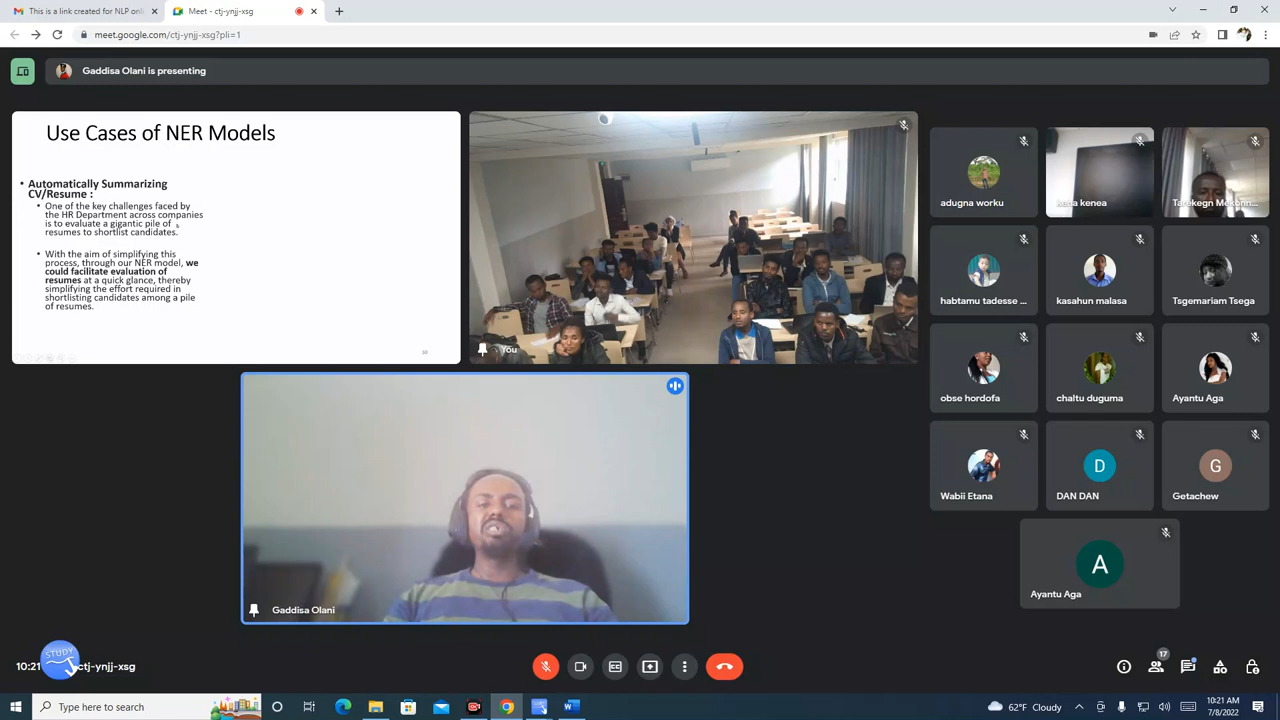 This is a link created for NLP onl
Meet - ctj-ynjj-xsg
meet.google.com/ctj-ynjj-xsg?pli=1
Gaddisa Olani is presenting
Use Cases of NER Models
• Automatically Summarizing
CV/Resume :
• One of the key challenges faced by
the HR Department across companies
is to evaluate a gigantic pile of
resumes to shortlist candidates.
• With the aim of simplifying this
process, through our NER model, we
could facilitate evaluation of
resumes at a quick glance, thereby
simplifying the effort required in
shortlisting candidates among a pile
of resumes.
You
Gaddisa Olani
adugna worku
kena kenea
Tarekegn Mekonn...
habtamu tadesse ...
kasahun malasa
Tsgemariam Tsega
obse hordofa
chaltu duguma
Ayantu Aga
Wabii Etana
D
DAN DAN
G
Getachew
A
Ayantu Aga
10:21
STUDY
ctj-ynjj-xsg
17
Type here to search
W
62°F Cloudy
10:21 AM
7/8/2022